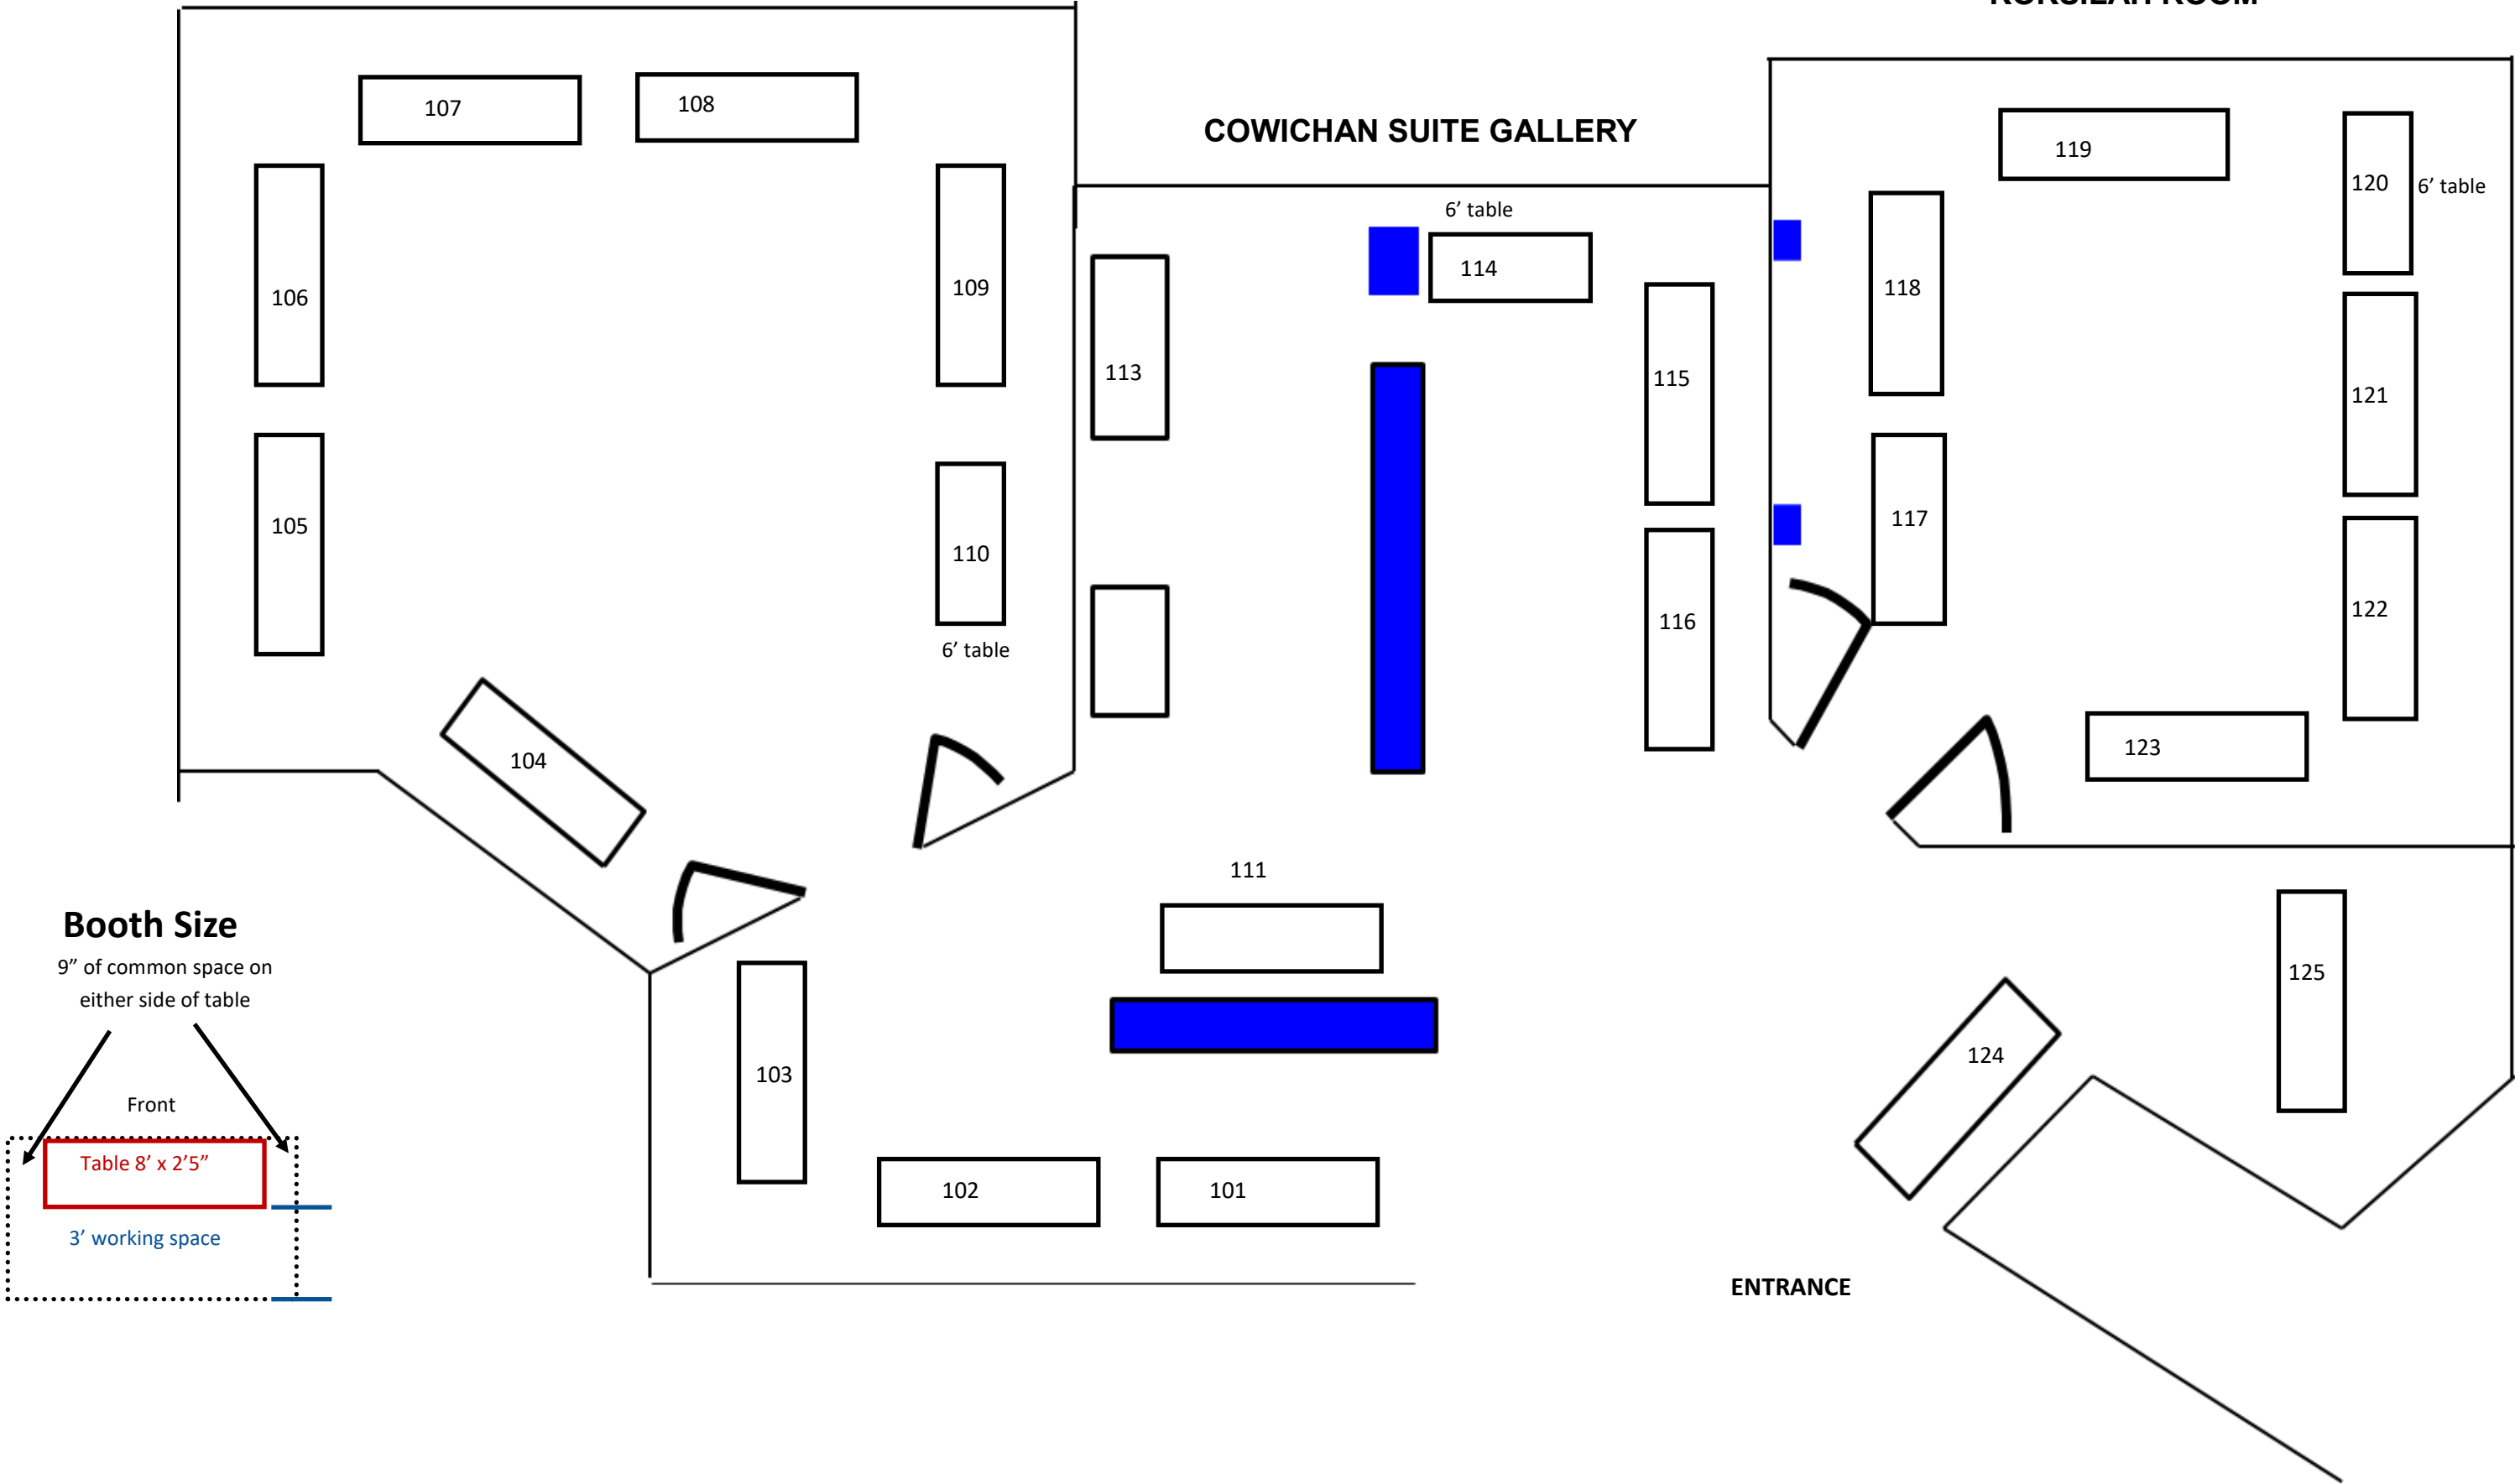 COWICHAN SUITE GALLERY
107
108
119
120
6’ table
6’ table
114
106
109
118
113
115
121
105
110
117
116
122
6’ table
104
123
111
Booth Size
9” of common space on
either side of table
Front
Table 8’ x 2’5”
3’ working space
103
102
101
125
124
ENTRANCE